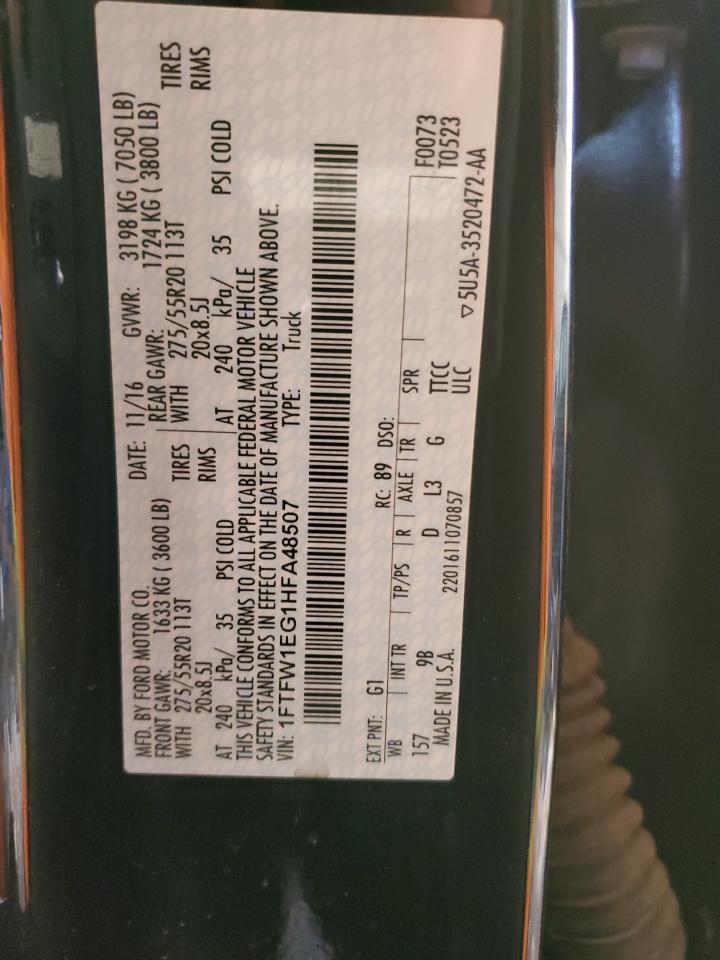 MFD. BY FORD MOTOR CO. DATE: 11/16 GVWR: 3198 KG ( 7050 LB)
FRONT GAWR: 1633 KG ( 3600 LB) REAR GAWR: 1724 KG ( 3800 LB)
WITH 275/55R20 113T TIRES WITH 275/55R20 113T TIRES
20x8.5J RIMS 20x8.5J RIMS
AT 240 kPa/ 35 PSI COLD AT 240 kPa/ 35 PSI COLD
THIS VEHICLE CONFORMS TO ALL APPLICABLE FEDERAL MOTOR VEHICLE
SAFETY STANDARDS IN EFFECT ON THE DATE OF MANUFACTURE SHOWN ABOVE.
VIN: 1FTFW1EG1HFA48507 TYPE: Truck
EXT PNT: G1 RC: 89 DSO: F0073
WB INT TR TP/PS R AXLE TR SPR T0523
157 9B D L3 G TTCC
MADE IN U.S.A. 2201611070857 ULC ▽5U5A-3520472-AA